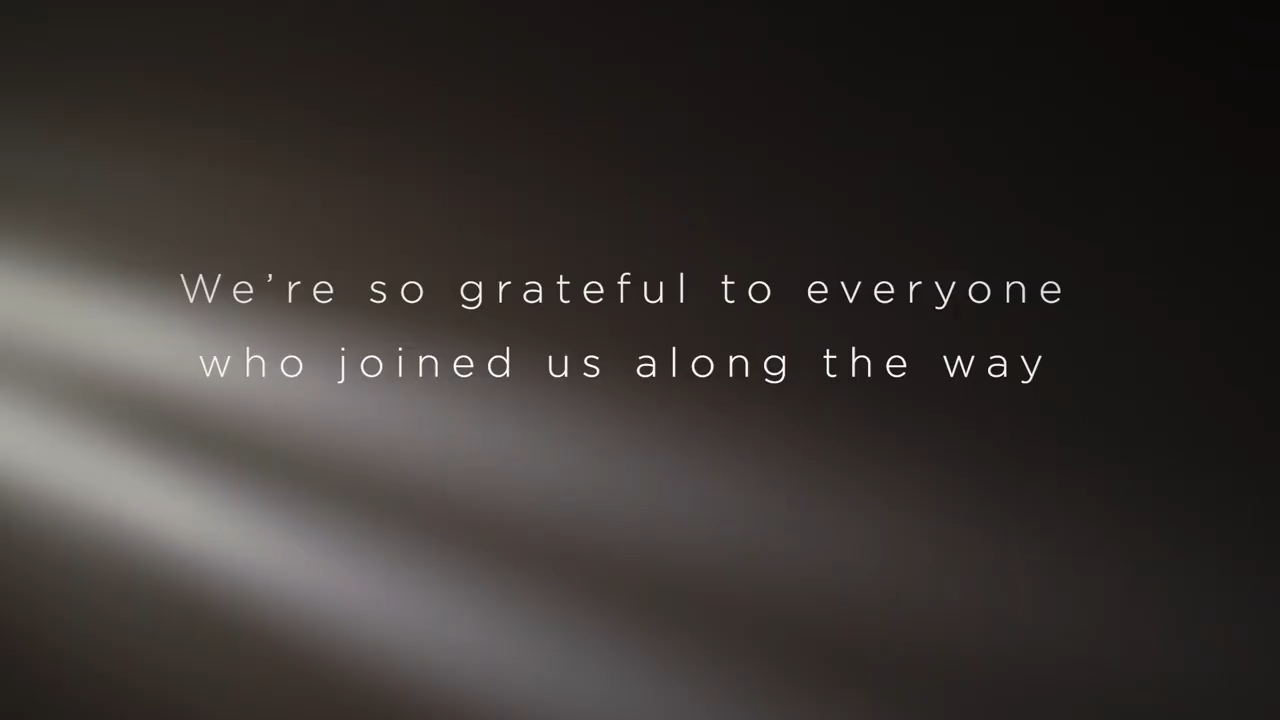 We’re so grateful to everyone
who joined us along the way